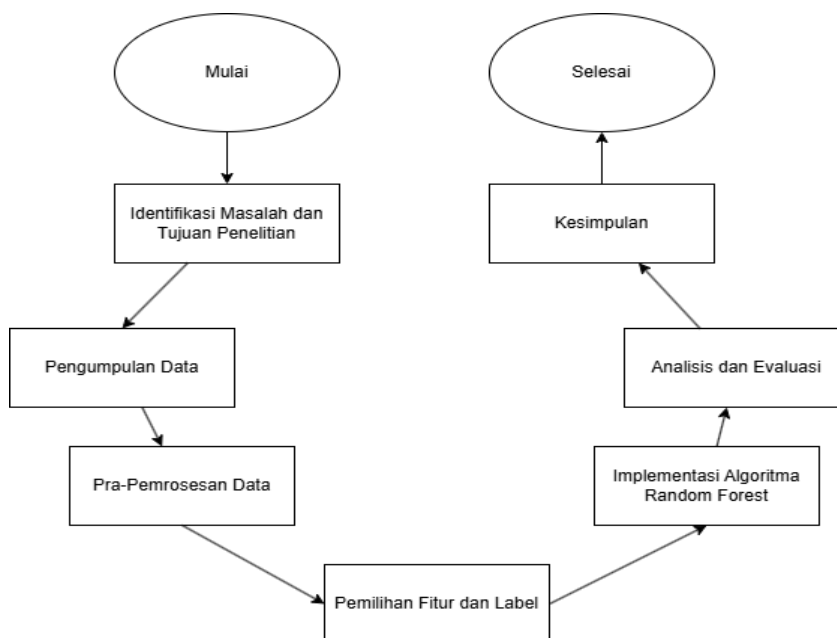 Mulai
Identifikasi Masalah dan
Tujuan Penelitian
Pengumpulan Data
Pra-Pemrosesan Data
Pemilihan Fitur dan Label
Implementasi Algoritma
Random Forest
Analisis dan Evaluasi
Kesimpulan
Selesai